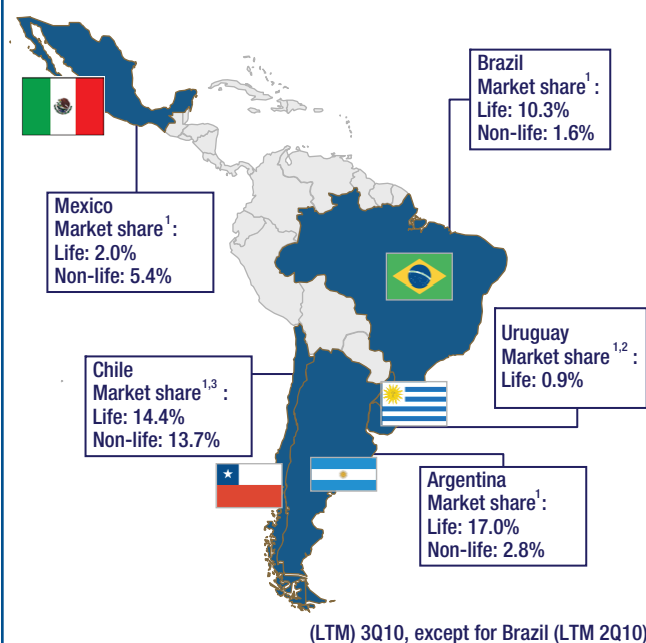 Brazil
Market share¹ :
Life: 10.3%
Non-life: 1.6%
Mexico
Market share¹ :
Life: 2.0%
Non-life: 5.4%
Uruguay
Market share¹,² :
Life: 0.9%
Chile
Market share¹,³ :
Life: 14.4%
Non-life: 13.7%
Argentina
Market share¹:
Life: 17.0%
Non-life: 2.8%
(LTM) 3Q10, except for Brazil (LTM 2Q10)